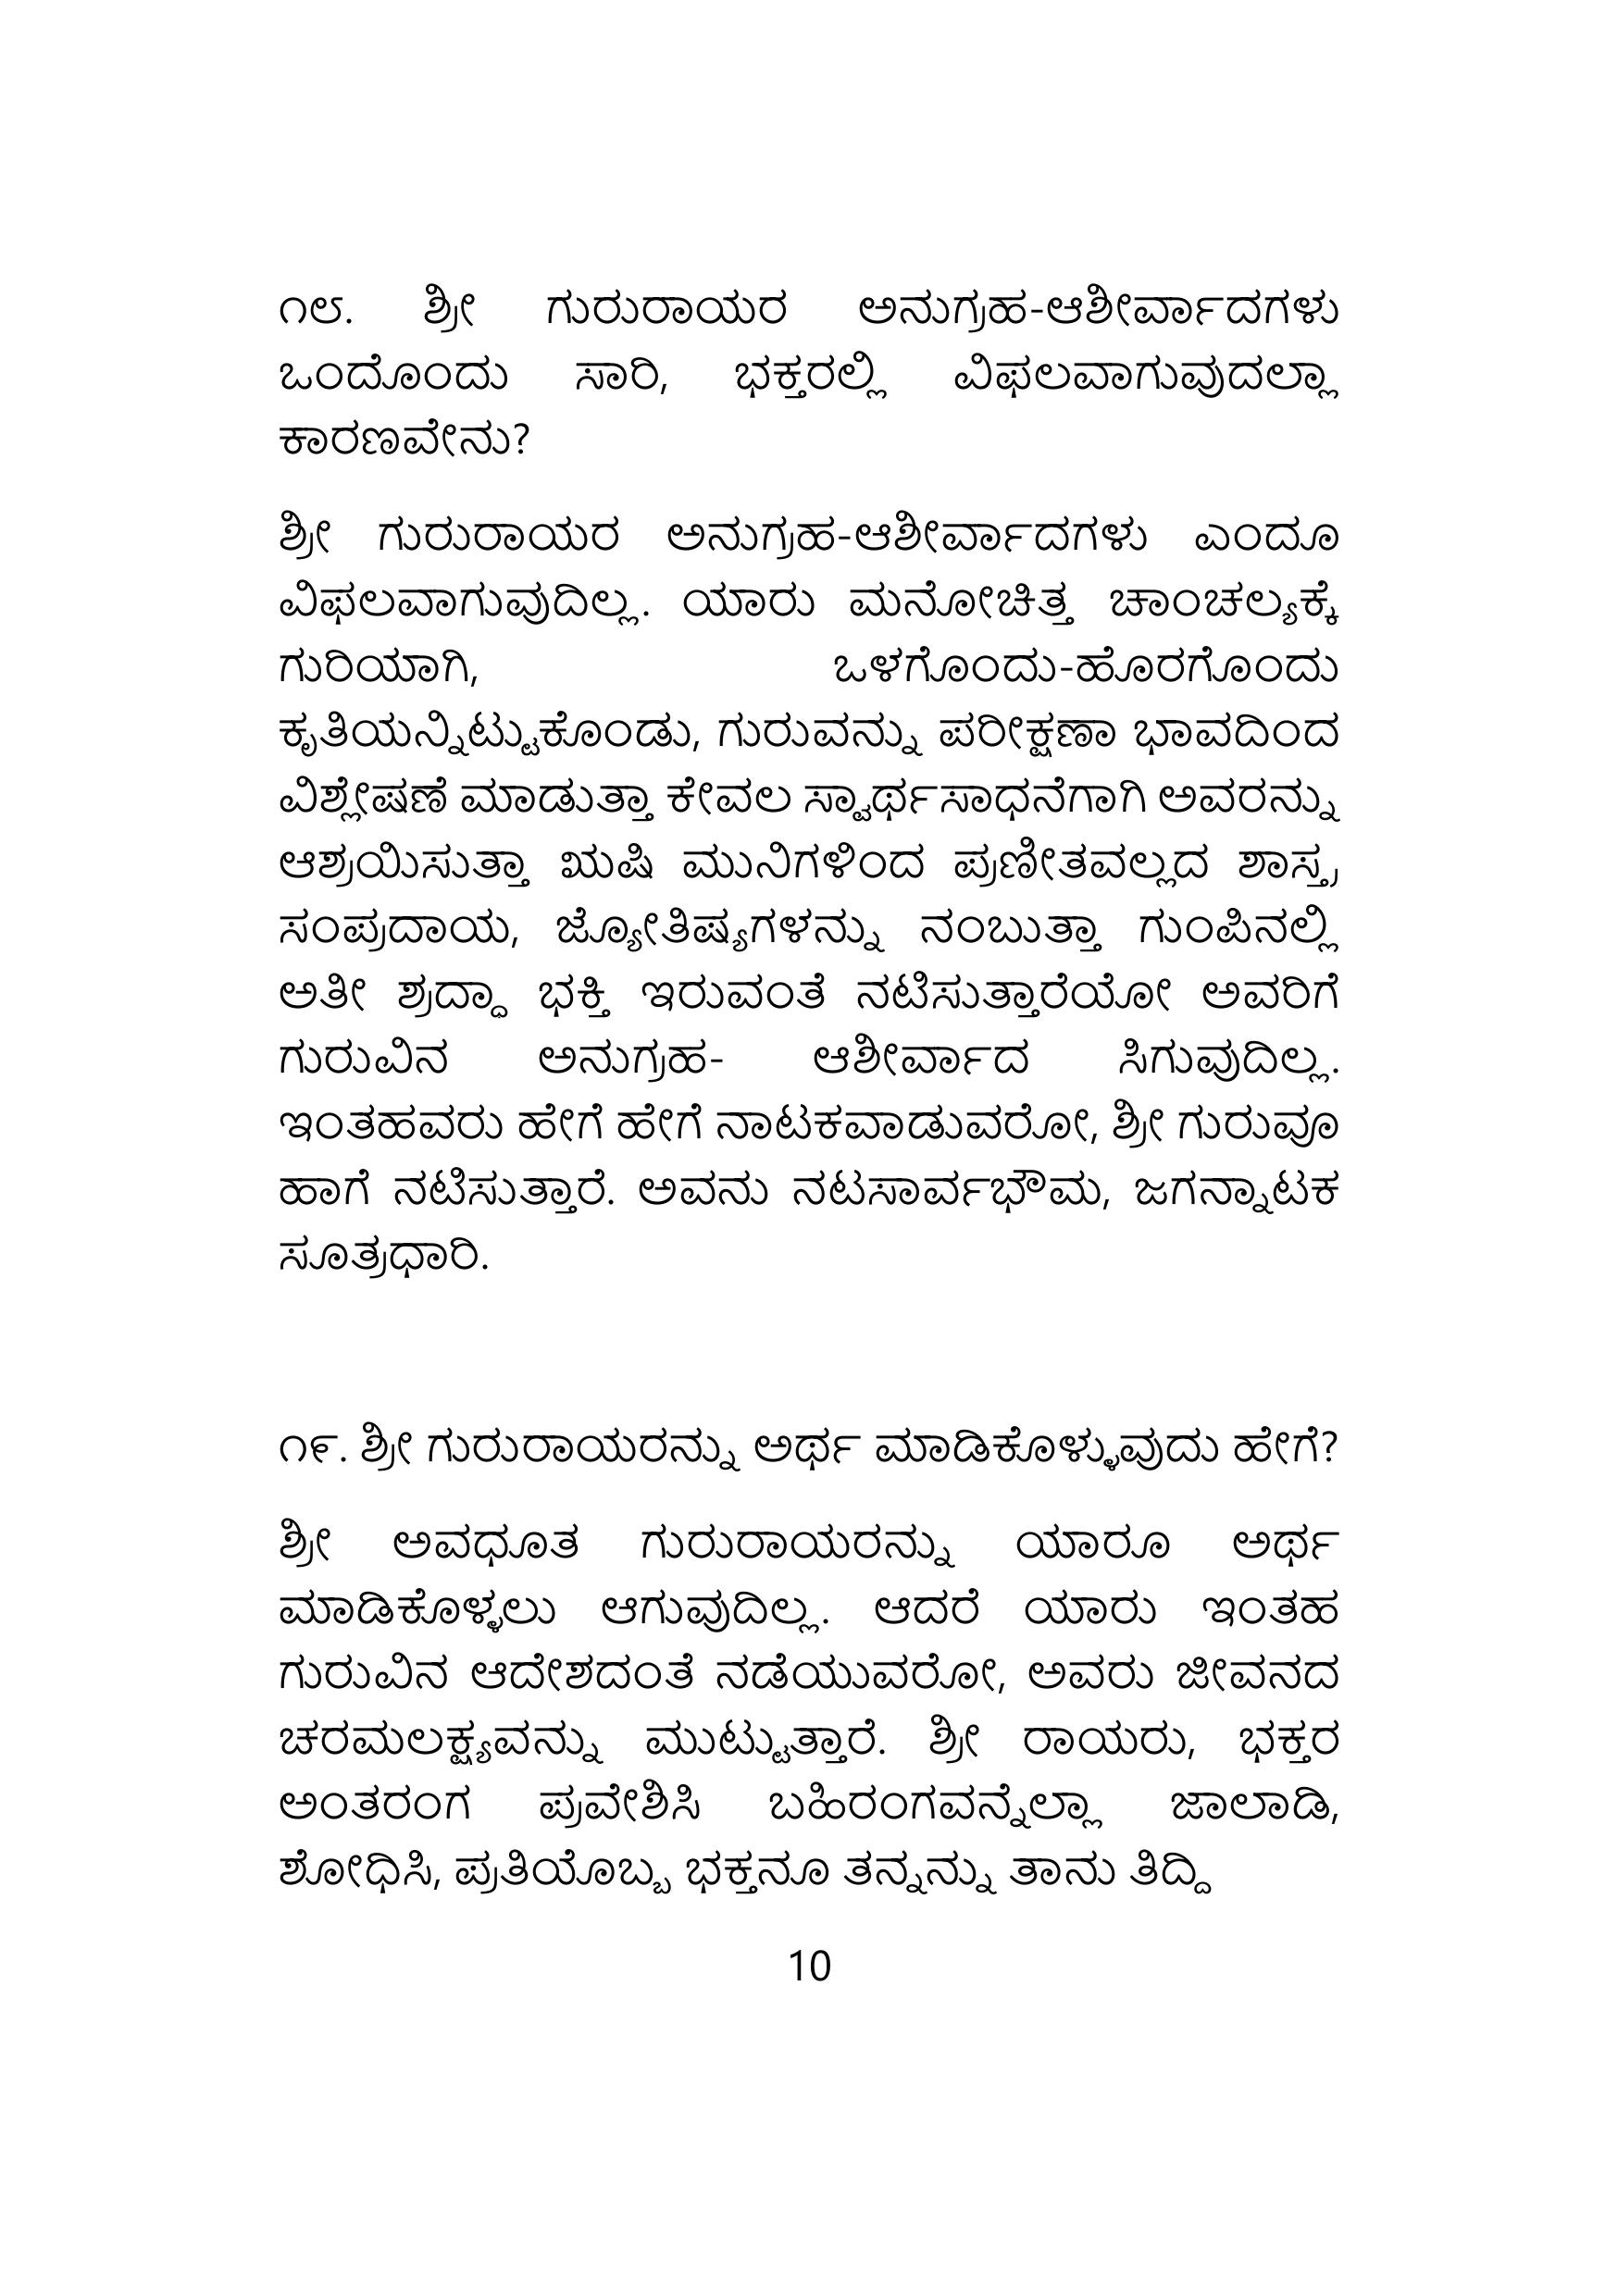 ೧೮. ಶ್ರೀ ಗುರುರಾಯರ ಅನುಗ್ರಹ-ಆಶೀರ್ವಾದಗಳು
ಒಂದೊಂದು ಸಾರಿ, ಭಕ್ತರಲ್ಲಿ ವಿಫಲವಾಗುವುದಲ್ಲಾ
ಕಾರಣವೇನು?
ಶ್ರೀ ಗುರುರಾಯರ ಅನುಗ್ರಹ-ಆಶೀರ್ವಾದಗಳು ಎಂದೂ
ವಿಫಲವಾಗುವುದಿಲ್ಲ. ಯಾರು ಮನೋಚಿತ್ತ ಚಾಂಚಲ್ಯಕ್ಕೆ
ಗುರಿಯಾಗಿ, ಒಳಗೊಂದು-ಹೊರಗೊಂದು
ಕೃತಿಯನ್ನಿಟ್ಟುಕೊಂಡು, ಗುರುವನ್ನು ಪರೀಕ್ಷಣಾ ಭಾವದಿಂದ
ವಿಶ್ಲೇಷಣೆ ಮಾಡುತ್ತಾ ಕೇವಲ ಸ್ವಾರ್ಥಸಾಧನೆಗಾಗಿ ಅವರನ್ನು
ಆಶ್ರಯಿಸುತ್ತಾ ಋಷಿ ಮುನಿಗಳಿಂದ ಪ್ರಣೀತವಲ್ಲದ ಶಾಸ್ತ್ರ,
ಸಂಪ್ರದಾಯ, ಜ್ಯೋತಿಷ್ಯಗಳನ್ನು ನಂಬುತ್ತಾ ಗುಂಪಿನಲ್ಲಿ
ಅತೀ ಶ್ರದ್ಧಾ ಭಕ್ತಿ ಇರುವಂತೆ ನಟಿಸುತ್ತಾರೆಯೋ ಅವರಿಗೆ
ಗುರುವಿನ ಅನುಗ್ರಹ- ಆಶೀರ್ವಾದ ಸಿಗುವುದಿಲ್ಲ.
ಇಂತಹವರು ಹೇಗೆ ಹೇಗೆ ನಾಟಕವಾಡುವರೋ, ಶ್ರೀ ಗುರುವೂ
ಹಾಗೆ ನಟಿಸುತ್ತಾರೆ. ಅವನು ನಟಸಾರ್ವಭೌಮ, ಜಗನ್ನಾಟಕ
ಸೂತ್ರಧಾರಿ.
೧೯. ಶ್ರೀ ಗುರುರಾಯರನ್ನು ಅರ್ಥ ಮಾಡಿಕೊಳ್ಳುವುದು ಹೇಗೆ?
ಶ್ರೀ ಅವಧೂತ ಗುರುರಾಯರನ್ನು ಯಾರೂ ಅರ್ಥ
ಮಾಡಿಕೊಳ್ಳಲು ಆಗುವುದಿಲ್ಲ. ಆದರೆ ಯಾರು ಇಂತಹ
ಗುರುವಿನ ಆದೇಶದಂತೆ ನಡೆಯುವರೋ, ಅವರು ಜೀವನದ
ಚರಮಲಕ್ಷ್ಯವನ್ನು ಮುಟ್ಟುತ್ತಾರೆ. ಶ್ರೀ ರಾಯರು, ಭಕ್ತರ
ಅಂತರಂಗ ಪ್ರವೇಶಿಸಿ ಬಹಿರಂಗವನ್ನೆಲ್ಲಾ ಜಾಲಾಡಿ,
ಶೋಧಿಸಿ, ಪ್ರತಿಯೊಬ್ಬ ಭಕ್ತನೂ ತನ್ನನ್ನು ತಾನು ತಿದ್ದಿ
10